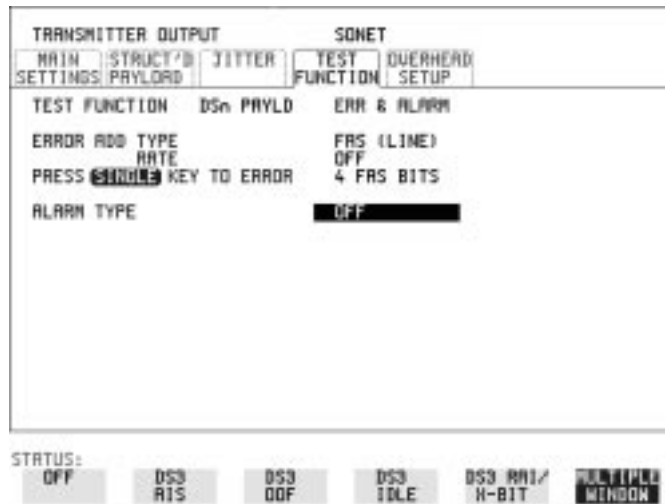 TRANSMITTER OUTPUT SONET
MAIN SETTINGS STRUCT'D PAYLOAD JITTER TEST FUNCTION OVERHEAD SETUP
TEST FUNCTION DSn PAYLD ERR & ALARM
ERROR ADD TYPE FAS (LINE)
RATE OFF
PRESS SINGLE KEY TO ERROR 4 FAS BITS
ALARM TYPE OFF
STATUS:
OFF DS3 AIS DS3 OOF DS3 IDLE DS3 RAI/ X-BIT MULTIPLE WINDOW